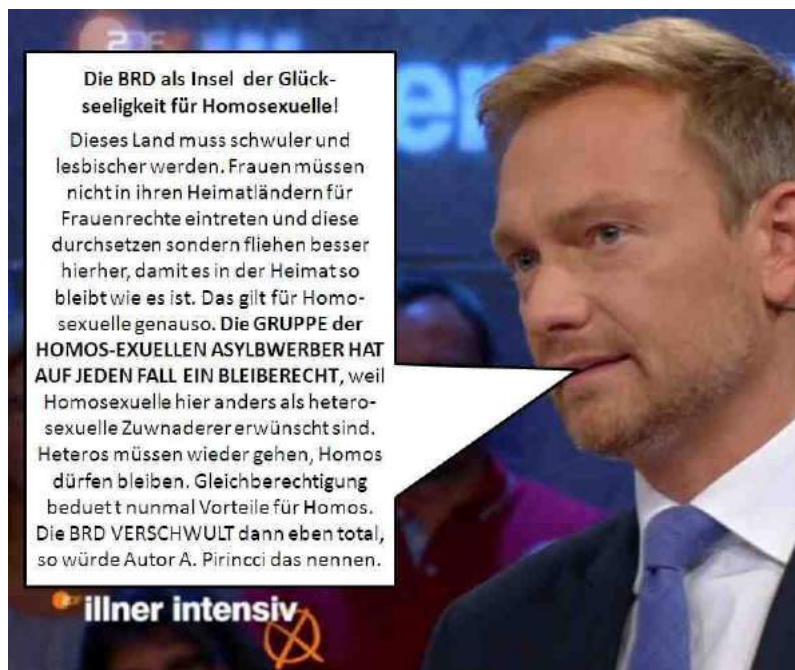 ZDF
Die BRD als Insel der Glück-
seeligkeit für Homosexuelle!
Dieses Land muss schwuler und
lesbischer werden. Frauen müssen
nicht in ihren Heimatländern für
Frauenrechte eintreten und diese
durchsetzen sondern fliehen besser
hierher, damit es in der Heimat so
bleibt wie es ist. Das gilt für Homo-
sexuelle genauso. Die GRUPPE der
HOMOS-EXUELLEN ASYLBWERBER HAT
AUF JEDEN FALL EIN BLEIBERECHT, weil
Homosexuelle hier anders als hetero-
sexuelle Zuwnaderer erwünscht sind.
Heteros müssen wieder gehen, Homos
dürfen bleiben. Gleichberechtigung
beduett nunmal Vorteile für Homos.
Die BRD VERSCHWULT dann eben total,
so würde Autor A. Pirincci das nennen.
ZDF
illner intensiv